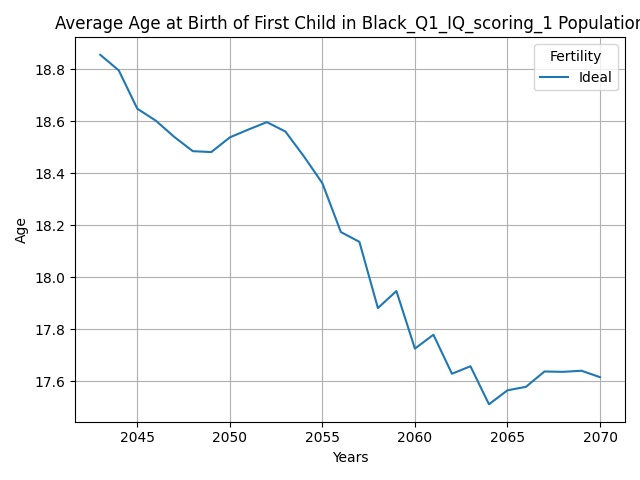 Average Age at Birth of First Child in Black_Q1_IQ_scoring_1 Population
Fertility
Ideal
Age
18.8
18.6
18.4
18.2
18.0
17.8
17.6
2045 2050 2055 2060 2065 2070
Years